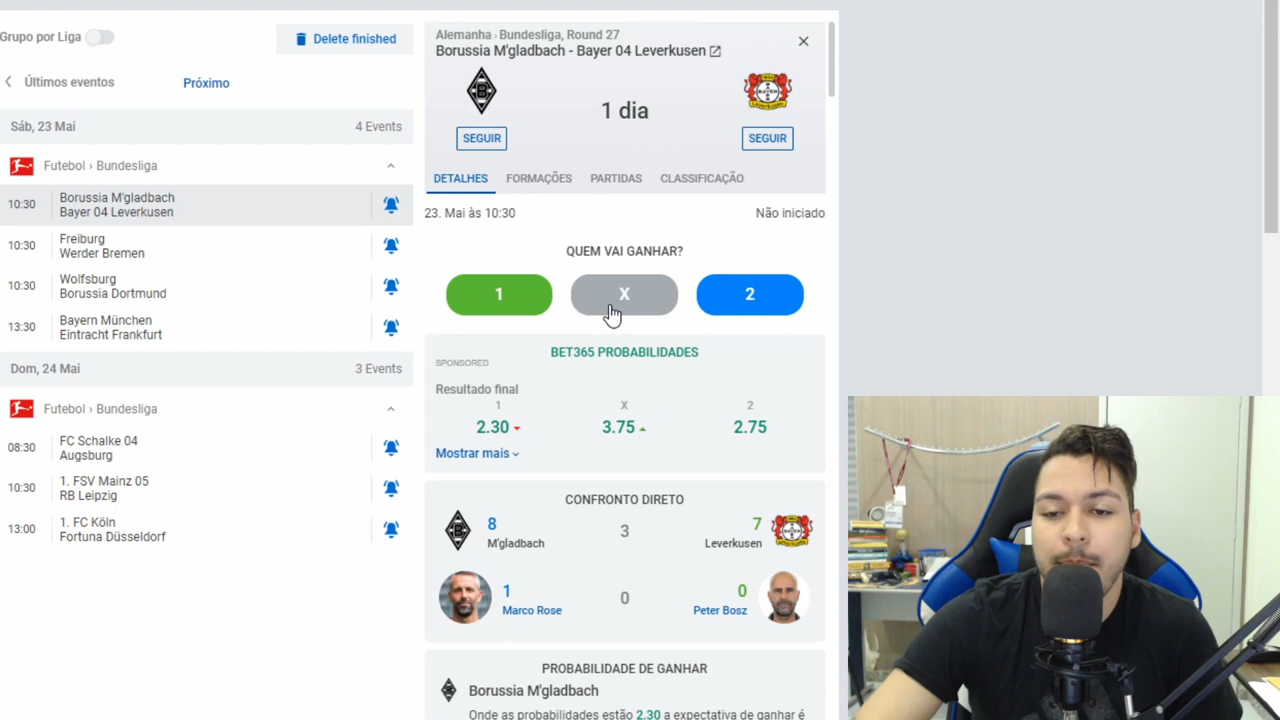 Grupo por Liga
Delete finished
Últimos eventos
Próximo
Sáb, 23 Mai
4 Events
Futebol › Bundesliga
10:30
Borussia M'gladbach
Bayer 04 Leverkusen
10:30
Freiburg
Werder Bremen
10:30
Wolfsburg
Borussia Dortmund
13:30
Bayern München
Eintracht Frankfurt
Dom, 24 Mai
3 Events
Futebol › Bundesliga
08:30
FC Schalke 04
Augsburg
10:30
1. FSV Mainz 05
RB Leipzig
13:00
1. FC Köln
Fortuna Düsseldorf
Alemanha › Bundesliga, Round 27
Borussia M'gladbach - Bayer 04 Leverkusen
1 dia
SEGUIR
SEGUIR
DETALHES
FORMAÇÕES
PARTIDAS
CLASSIFICAÇÃO
23. Mai às 10:30
Não iniciado
QUEM VAI GANHAR?
1
X
2
BET365 PROBABILIDADES
SPONSORED
Resultado final
1
X
2
2.30
3.75
2.75
Mostrar mais
CONFRONTO DIRETO
8
M'gladbach
3
7
Leverkusen
1
Marco Rose
0
0
Peter Bosz
PROBABILIDADE DE GANHAR
Borussia M'gladbach
Onde as probabilidades estão 2.30 a expectativa de ganhar é